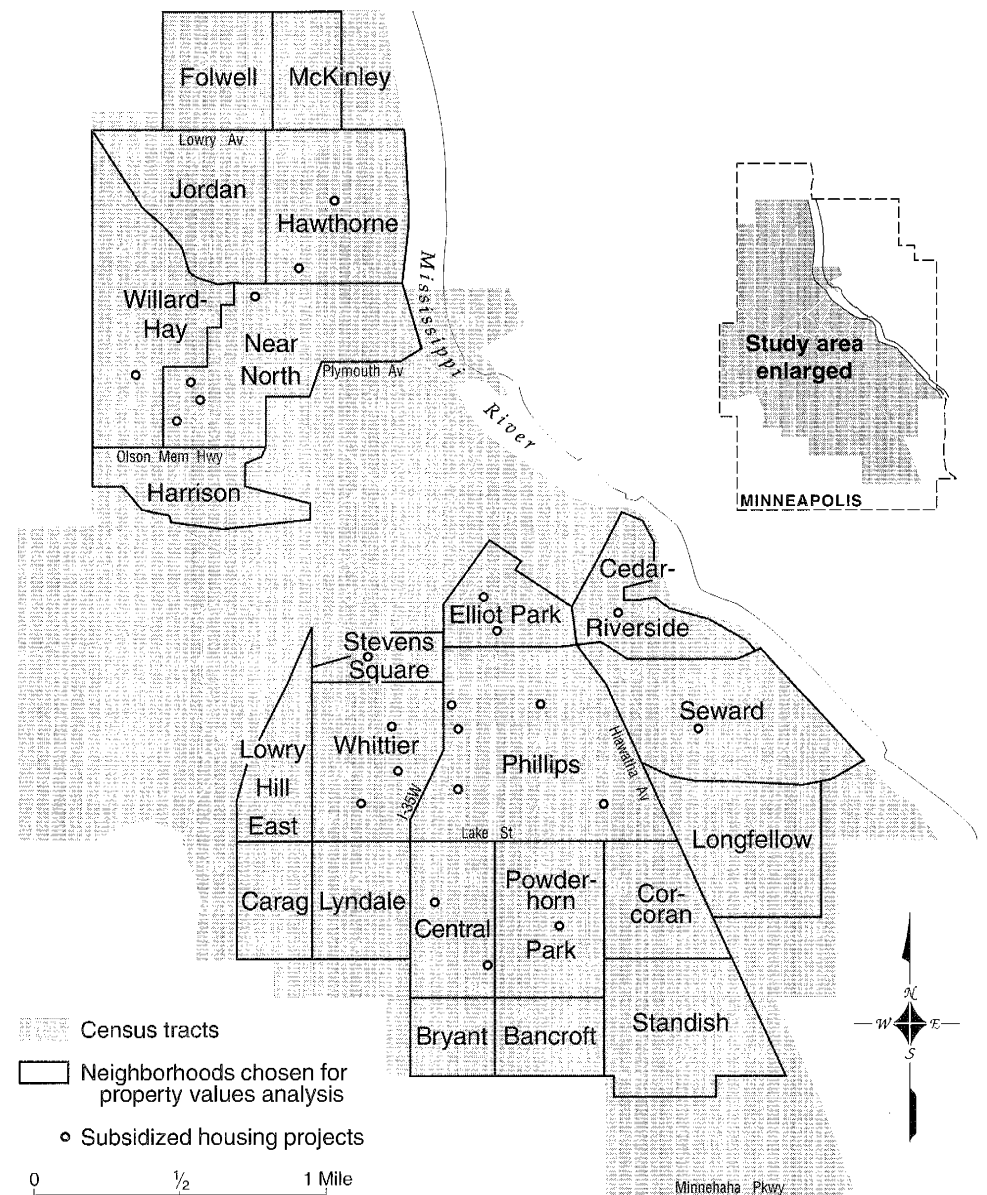 Folwell
McKinley
Lowry Av
Jordan
Hawthorne
Willard-
Hay
Near
North
Plymouth Av
Olson Mem Hwy
Harrison
Mississippi
River
Study area
enlarged
MINNEAPOLIS
Cedar-
Riverside
Elliot Park
Stevens
Square
Seward
Lowry
Hill
East
Whittier
Phillips
Hiawatha Av
I-35W
Lake St
Longfellow
Carag
Lyndale
Central
Powder-
horn
Park
Cor-
coran
Bryant
Bancroft
Standish
N
W
E
S
Census tracts
Neighborhoods chosen for
property values analysis
Subsidized housing projects
0 ½ 1 Mile
Minnehaha Pkwy